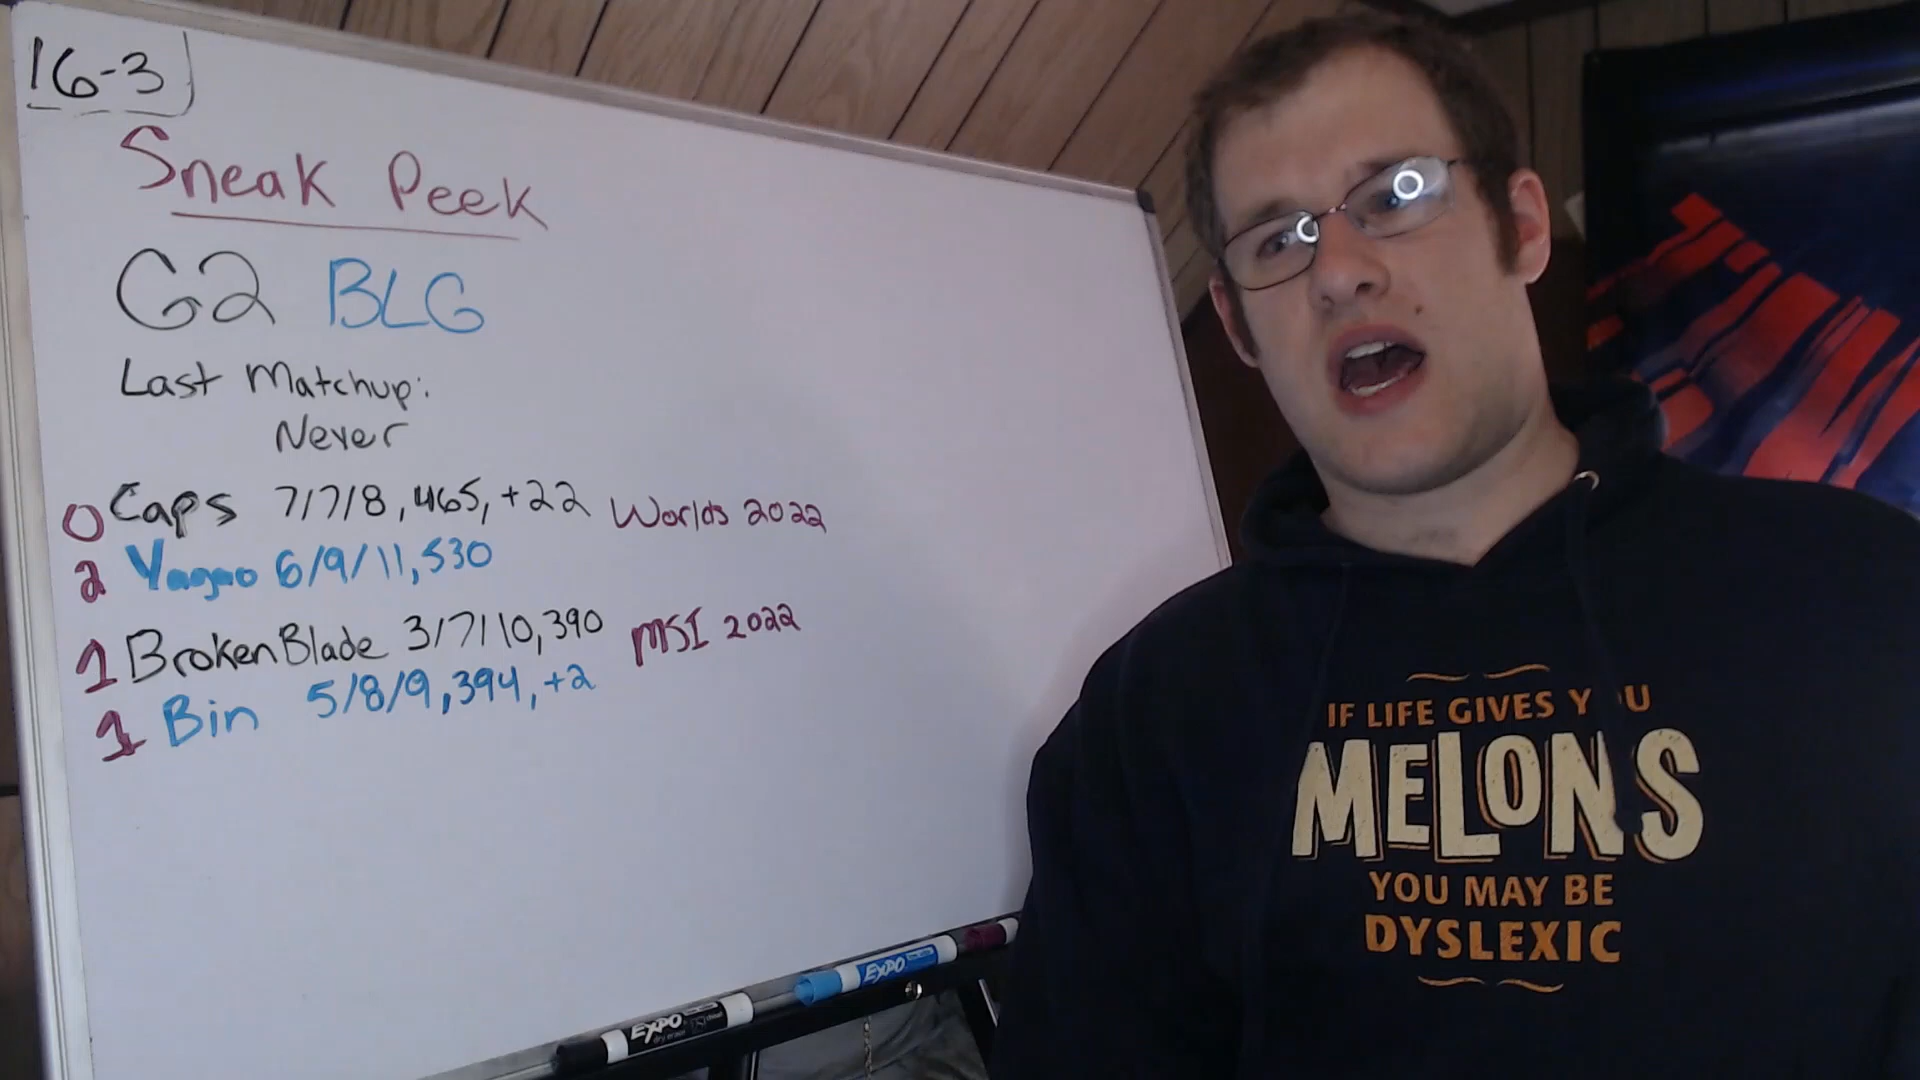 16-3
Sneak Peek
G2 BLG
Last Matchup:
Never
0 Caps 7/7/8, 465, +22 Worlds 2022
2 Yagao 6/9/11, 530
1 BrokenBlade 3/7/10, 390 MSI 2022
1 Bin 5/8/9, 394, +2
IF LIFE GIVES Y U
MELONS
YOU MAY BE
DYSLEXIC
EXPO
EXPO